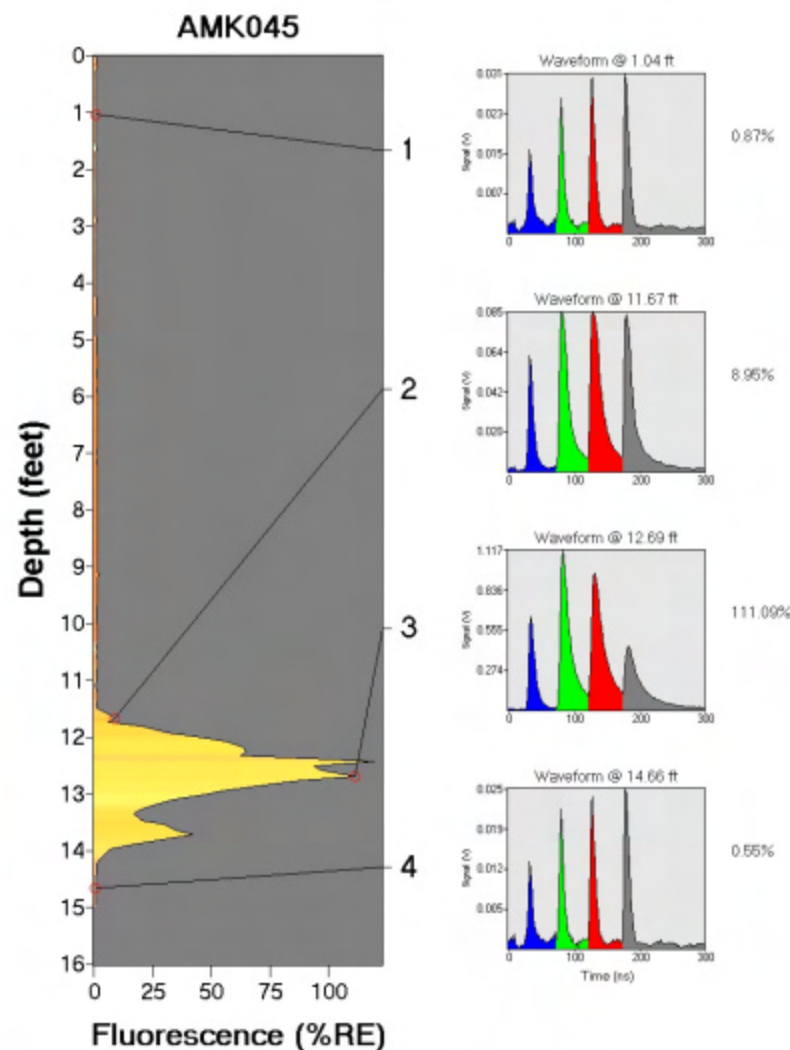 AMK045
0
1
2
3
4
5
6
7
8
9
10
11
12
13
14
15
16
Depth (feet)
0 25 50 75 100
Fluorescence (%RE)
1
2
3
4
Waveform @ 1.04 ft
0.031
0.023
0.015
0.007
Signal (V)
0 100 200 300
0.87%
Waveform @ 11.67 ft
0.085
0.064
0.042
0.020
Signal (V)
0 100 200 300
8.95%
Waveform @ 12.69 ft
1.117
0.836
0.555
0.274
Signal (V)
0 100 200 300
111.09%
Waveform @ 14.66 ft
0.025
0.019
0.012
0.005
Signal (V)
0 100 200 300
Time (ns)
0.55%